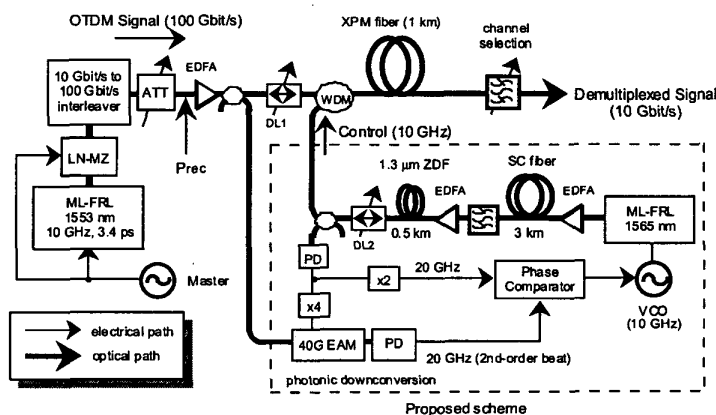 OTDM Signal (100 Gbit/s)
XPM fiber (1 km)
channel
selection
10 Gbit/s to
100 Gbit/s
interleaver
ATT
EDFA
DL1
WDM
Demultiplexed Signal
(10 Gbit/s)
Prec
Control (10 GHz)
LN-MZ
ML-FRL
1553 nm
10 GHz, 3.4 ps
Master
1.3 µm ZDF
EDFA
SC fiber
EDFA
DL2
0.5 km
3 km
ML-FRL
1565 nm
PD
x2
20 GHz
Phase
Comparator
VCO
(10 GHz)
x4
40G EAM
PD
20 GHz (2nd-order beat)
electrical path
optical path
photonic downconversion
Proposed scheme